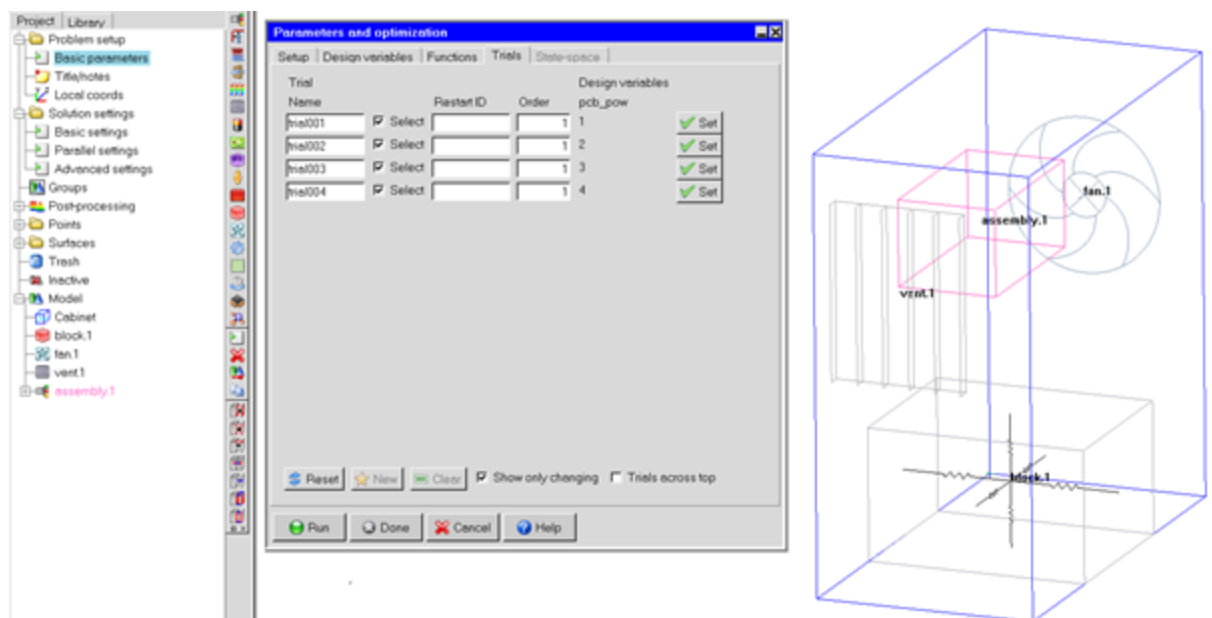 Project Library
Problem setup
Basic parameters
Title/notes
Local coords
Solution settings
Basic settings
Parallel settings
Advanced settings
Groups
Post-processing
Points
Surfaces
Trash
Inactive
Model
Cabinet
block.1
fan.1
vent.1
assembly.1
Parameters and optimization
Setup Design variables Functions Trials State-space
Trial Design variables
Name Restart ID Order pcb_pow
trial001 Select 1 1 Set
trial002 Select 1 2 Set
trial003 Select 1 3 Set
trial004 Select 1 4 Set
Reset New Clear Show only changing Trials across top
Run Done Cancel Help
fan.1
assembly.1
vent.1
block.1